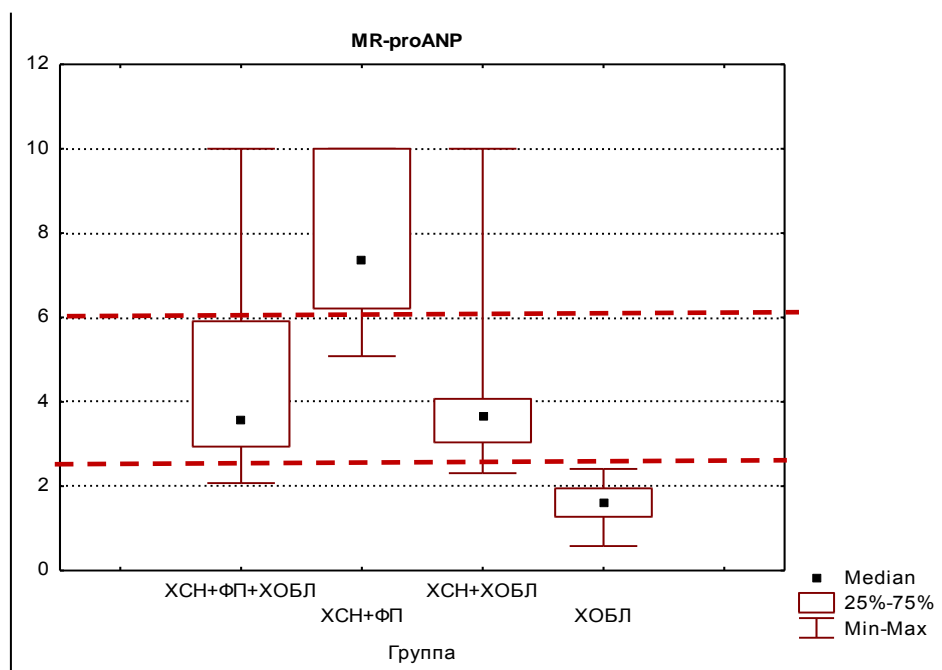 MR-proANP
12
10
8
6
4
2
0
ХСН+ФП+ХОБЛ
ХСН+ФП
ХСН+ХОБЛ
ХОБЛ
Группа
Median
25%-75%
Min-Max